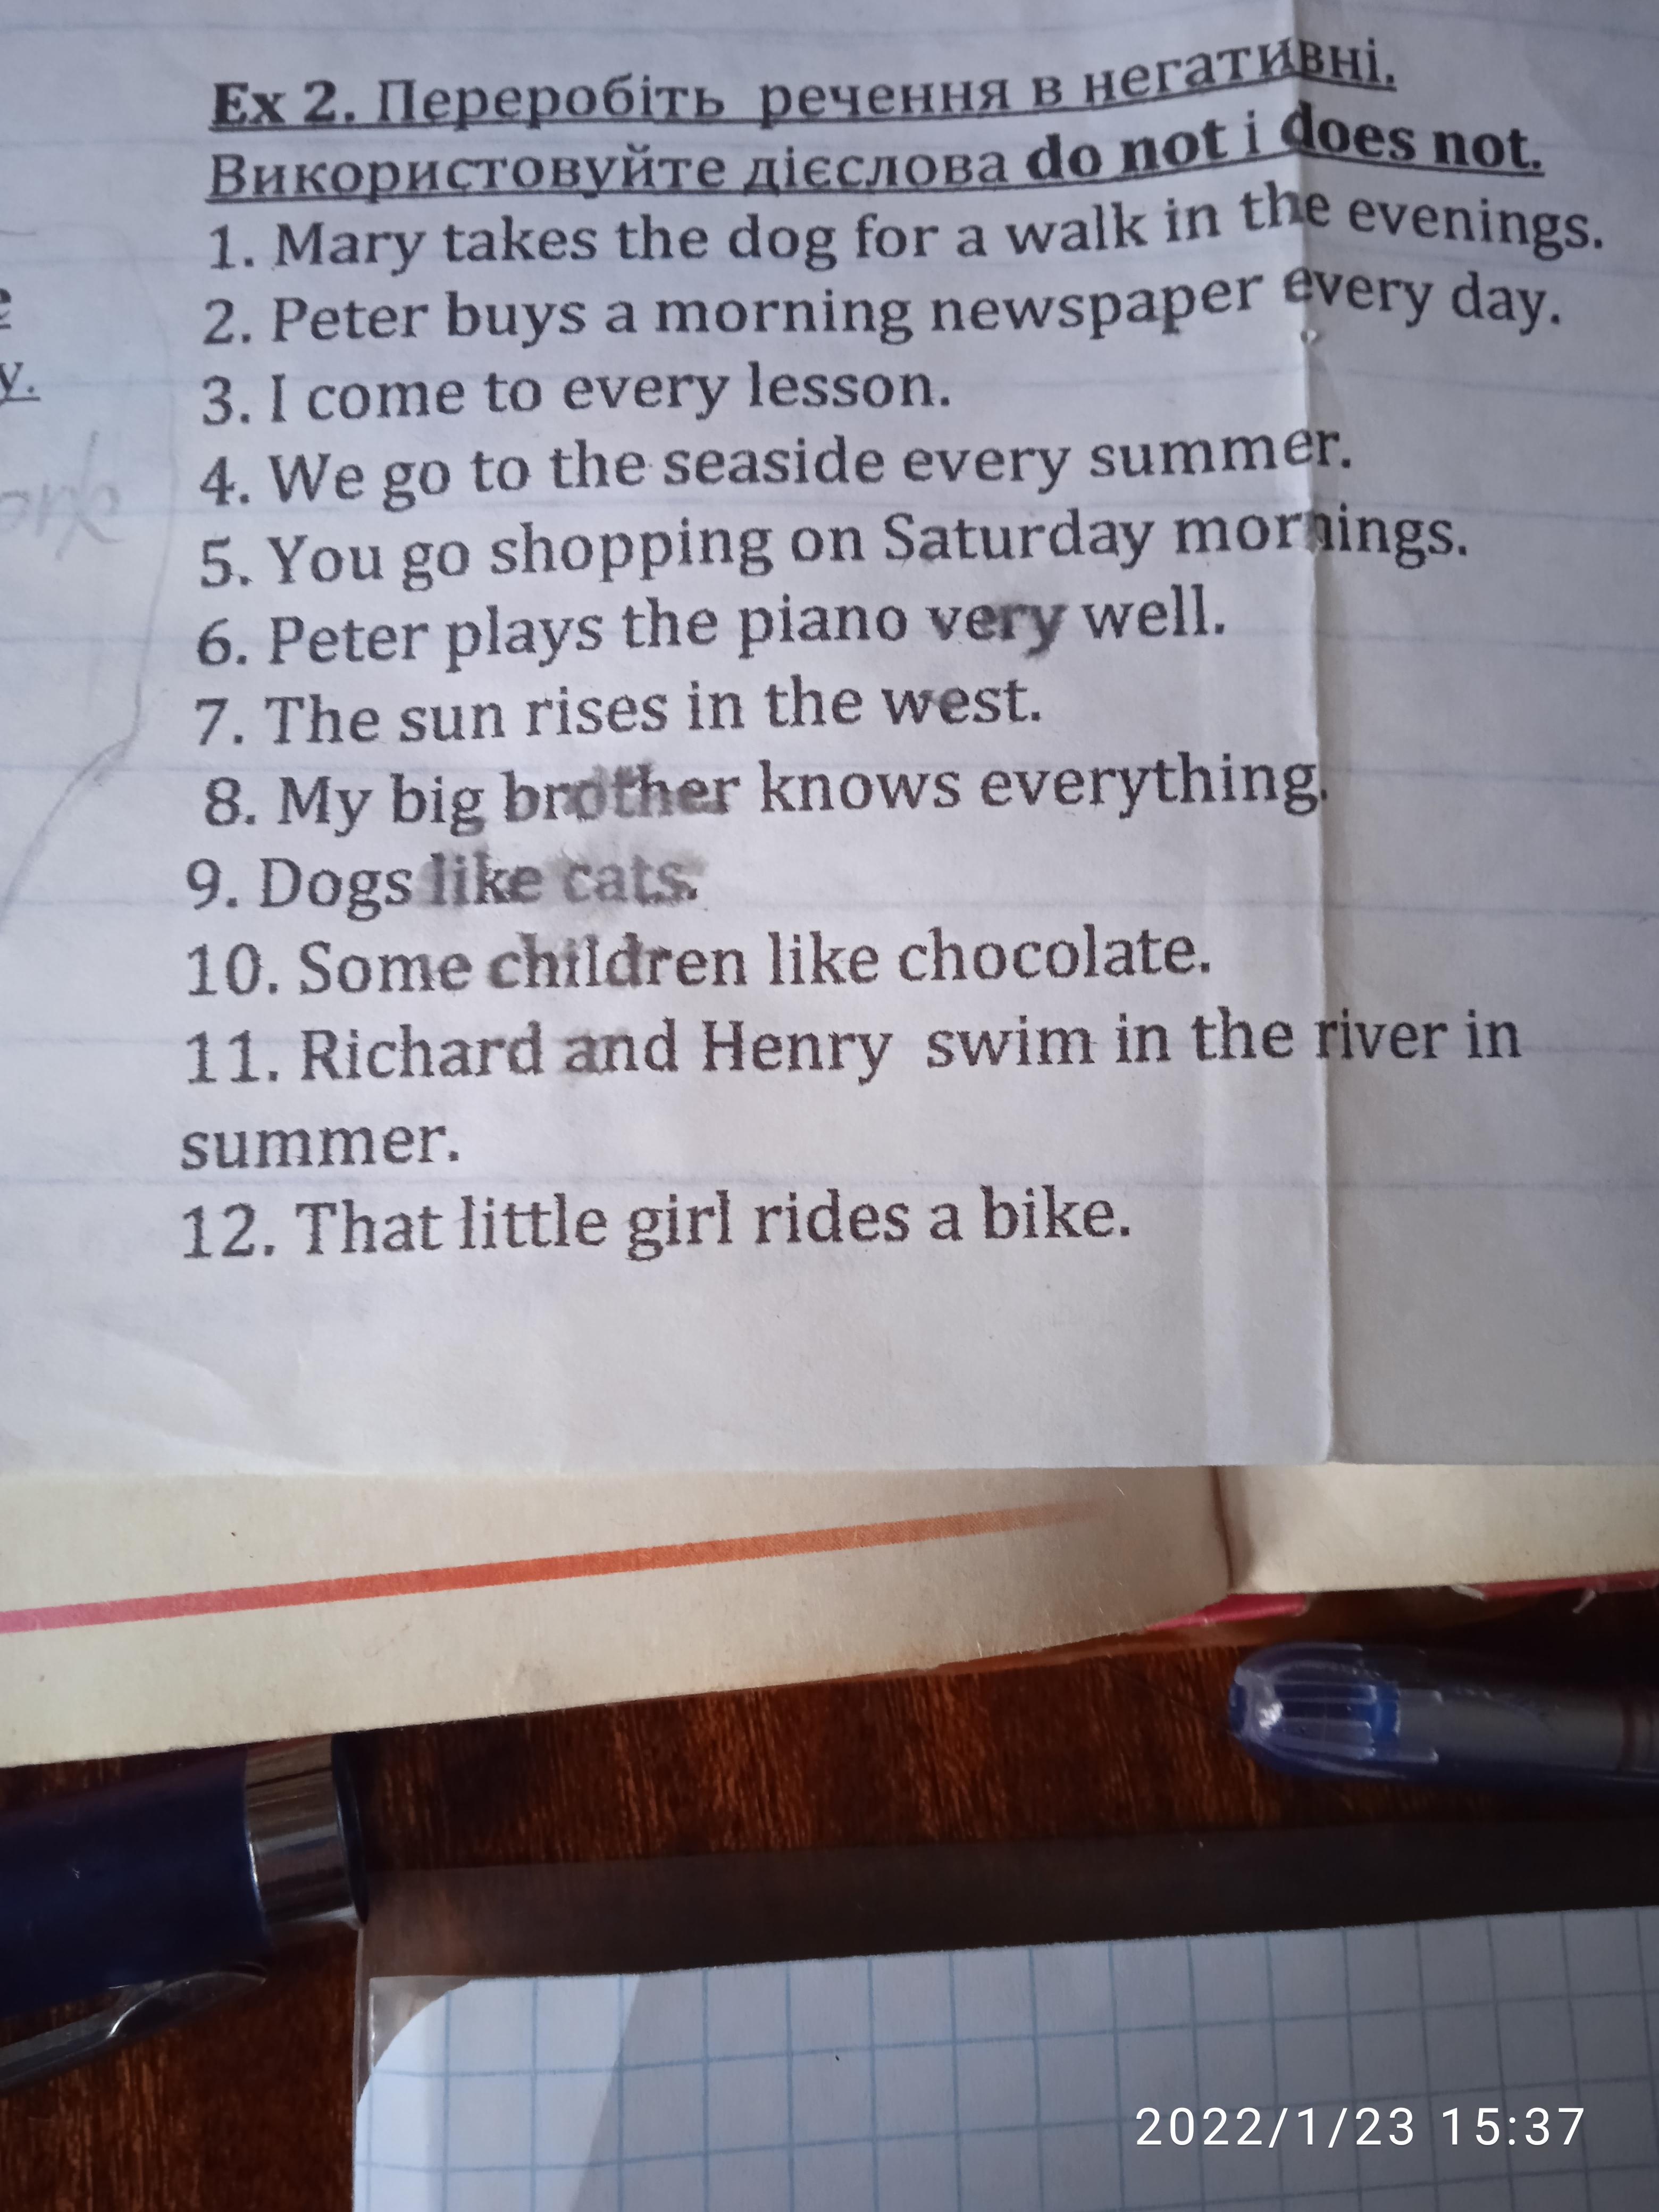 Ex 2. Переробіть речення в негативні.
Використовуйте дієслова do not і does not.
1. Mary takes the dog for a walk in the evenings.
2. Peter buys a morning newspaper every day.
3. I come to every lesson.
4. We go to the seaside every summer.
5. You go shopping on Saturday mornings.
6. Peter plays the piano very well.
7. The sun rises in the west.
8. My big brother knows everything.
9. Dogs like cats.
10. Some children like chocolate.
11. Richard and Henry swim in the river in
summer.
12. That little girl rides a bike.
2022/1/23 15:37